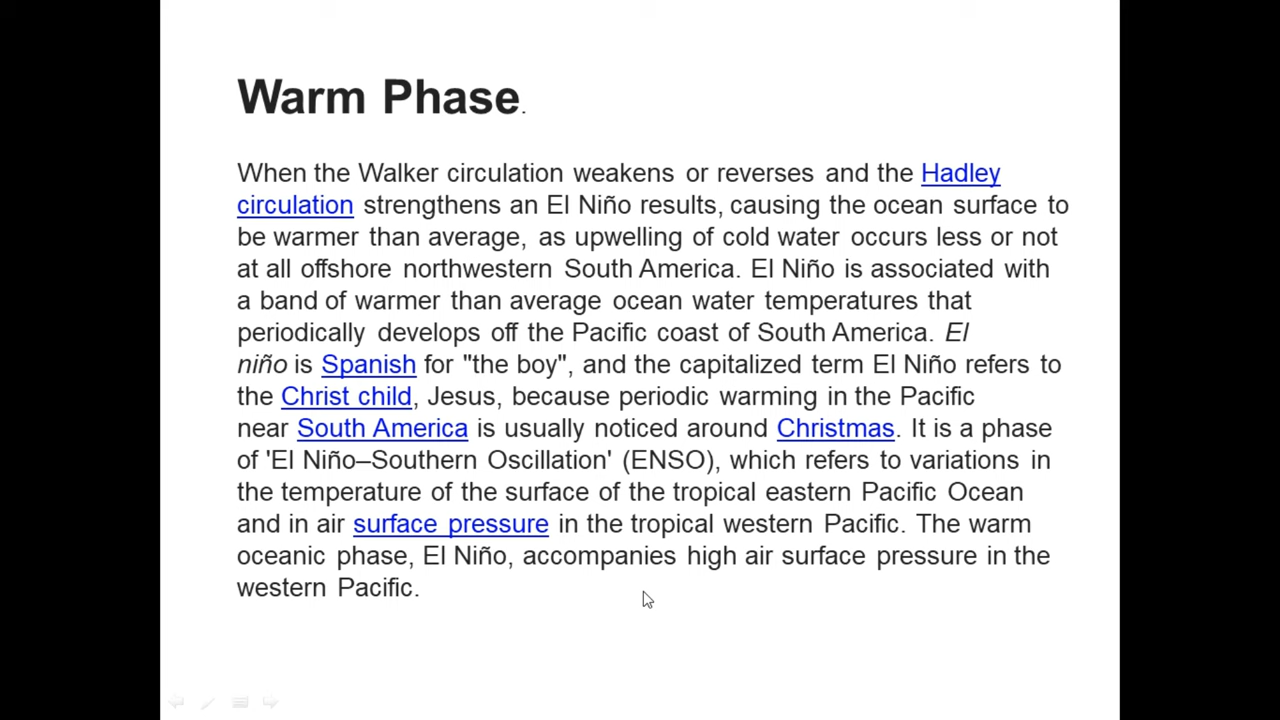 Warm Phase.
When the Walker circulation weakens or reverses and the Hadley
circulation strengthens an El Niño results, causing the ocean surface to
be warmer than average, as upwelling of cold water occurs less or not
at all offshore northwestern South America. El Niño is associated with
a band of warmer than average ocean water temperatures that
periodically develops off the Pacific coast of South America. El
niño is Spanish for "the boy", and the capitalized term El Niño refers to
the Christ child, Jesus, because periodic warming in the Pacific
near South America is usually noticed around Christmas. It is a phase
of 'El Niño–Southern Oscillation' (ENSO), which refers to variations in
the temperature of the surface of the tropical eastern Pacific Ocean
and in air surface pressure in the tropical western Pacific. The warm
oceanic phase, El Niño, accompanies high air surface pressure in the
western Pacific.